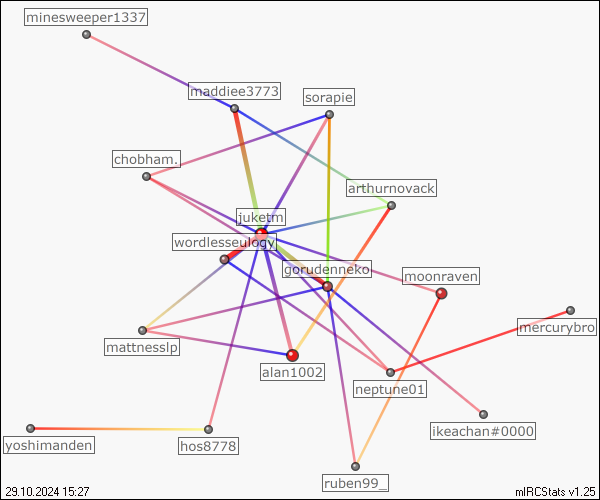 minesweeper1337
maddiee3773
sorapie
chobham.
arthurnovack
juketm
wordlesseulogy
gorudenneko
moonraven
mercurybro
mattnesslp
alan1002
neptune01
ikeachan#0000
yoshimanden
hos8778
ruben99_
29.10.2024 15:27
mIRCStats v1.25